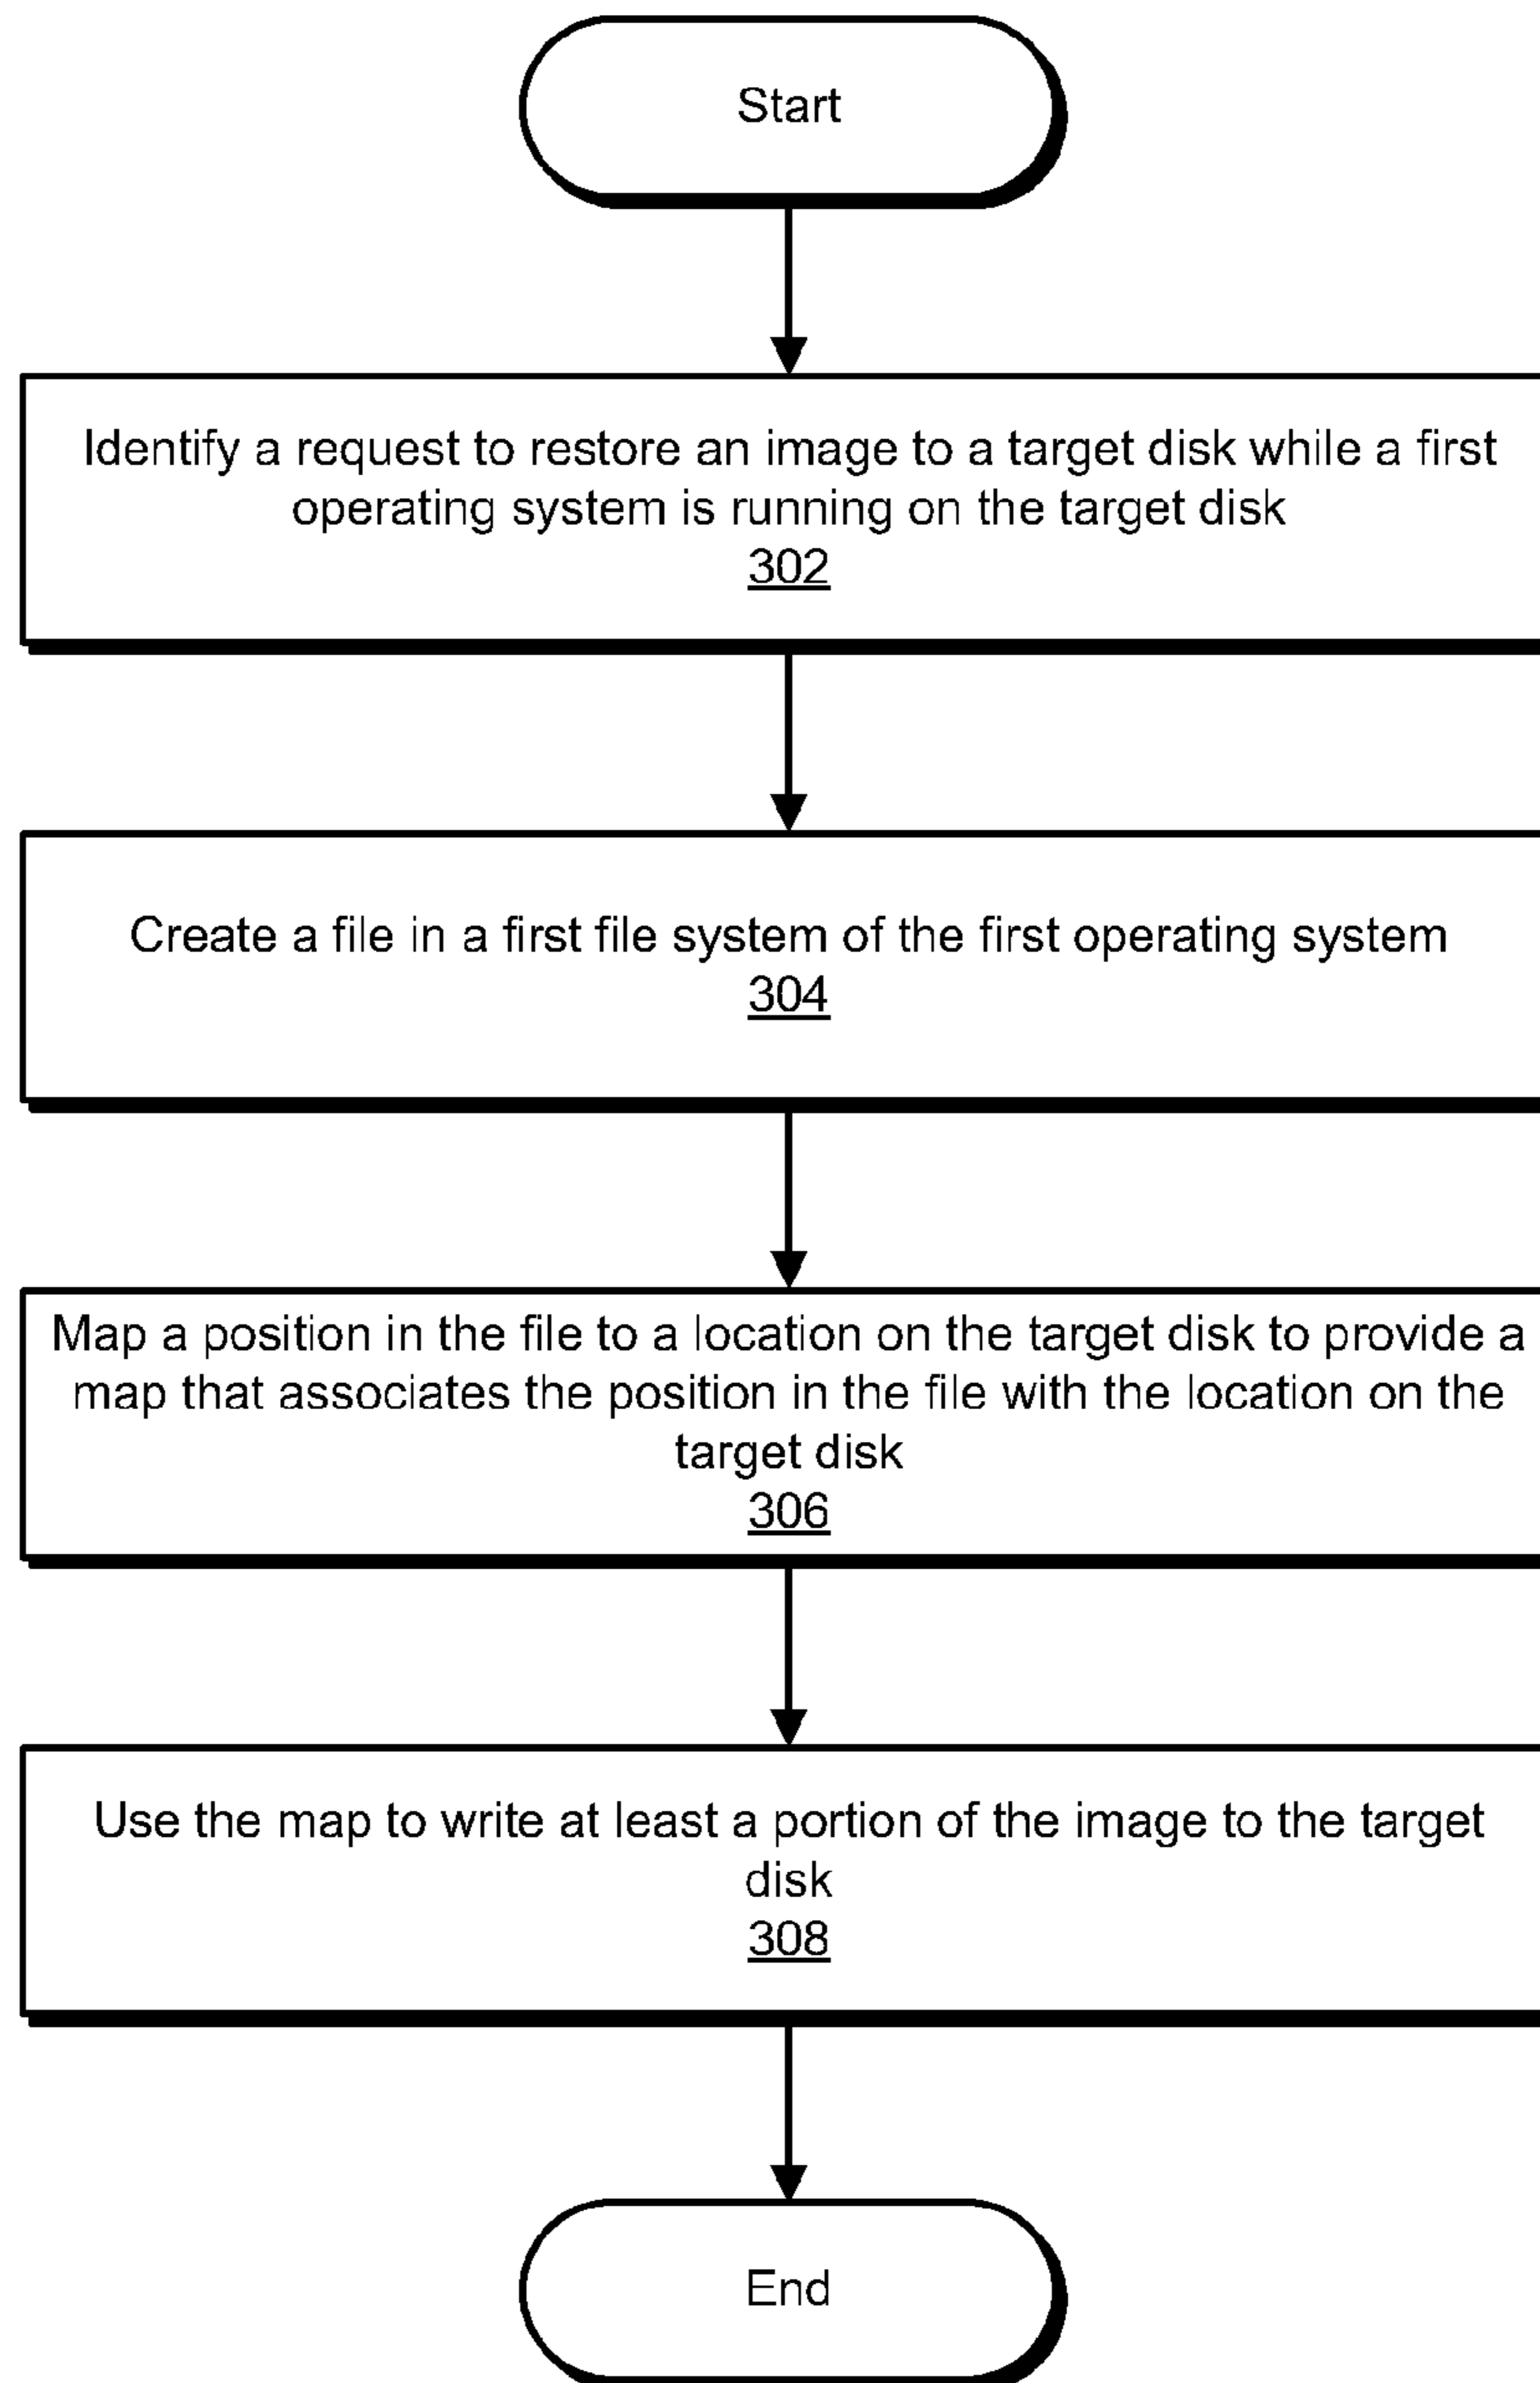 Start
Identify a request to restore an image to a target disk while a first
operating system is running on the target disk
302
Create a file in a first file system of the first operating system
304
Map a position in the file to a location on the target disk to provide a
map that associates the position in the file with the location on the
target disk
306
Use the map to write at least a portion of the image to the target
disk
308
End